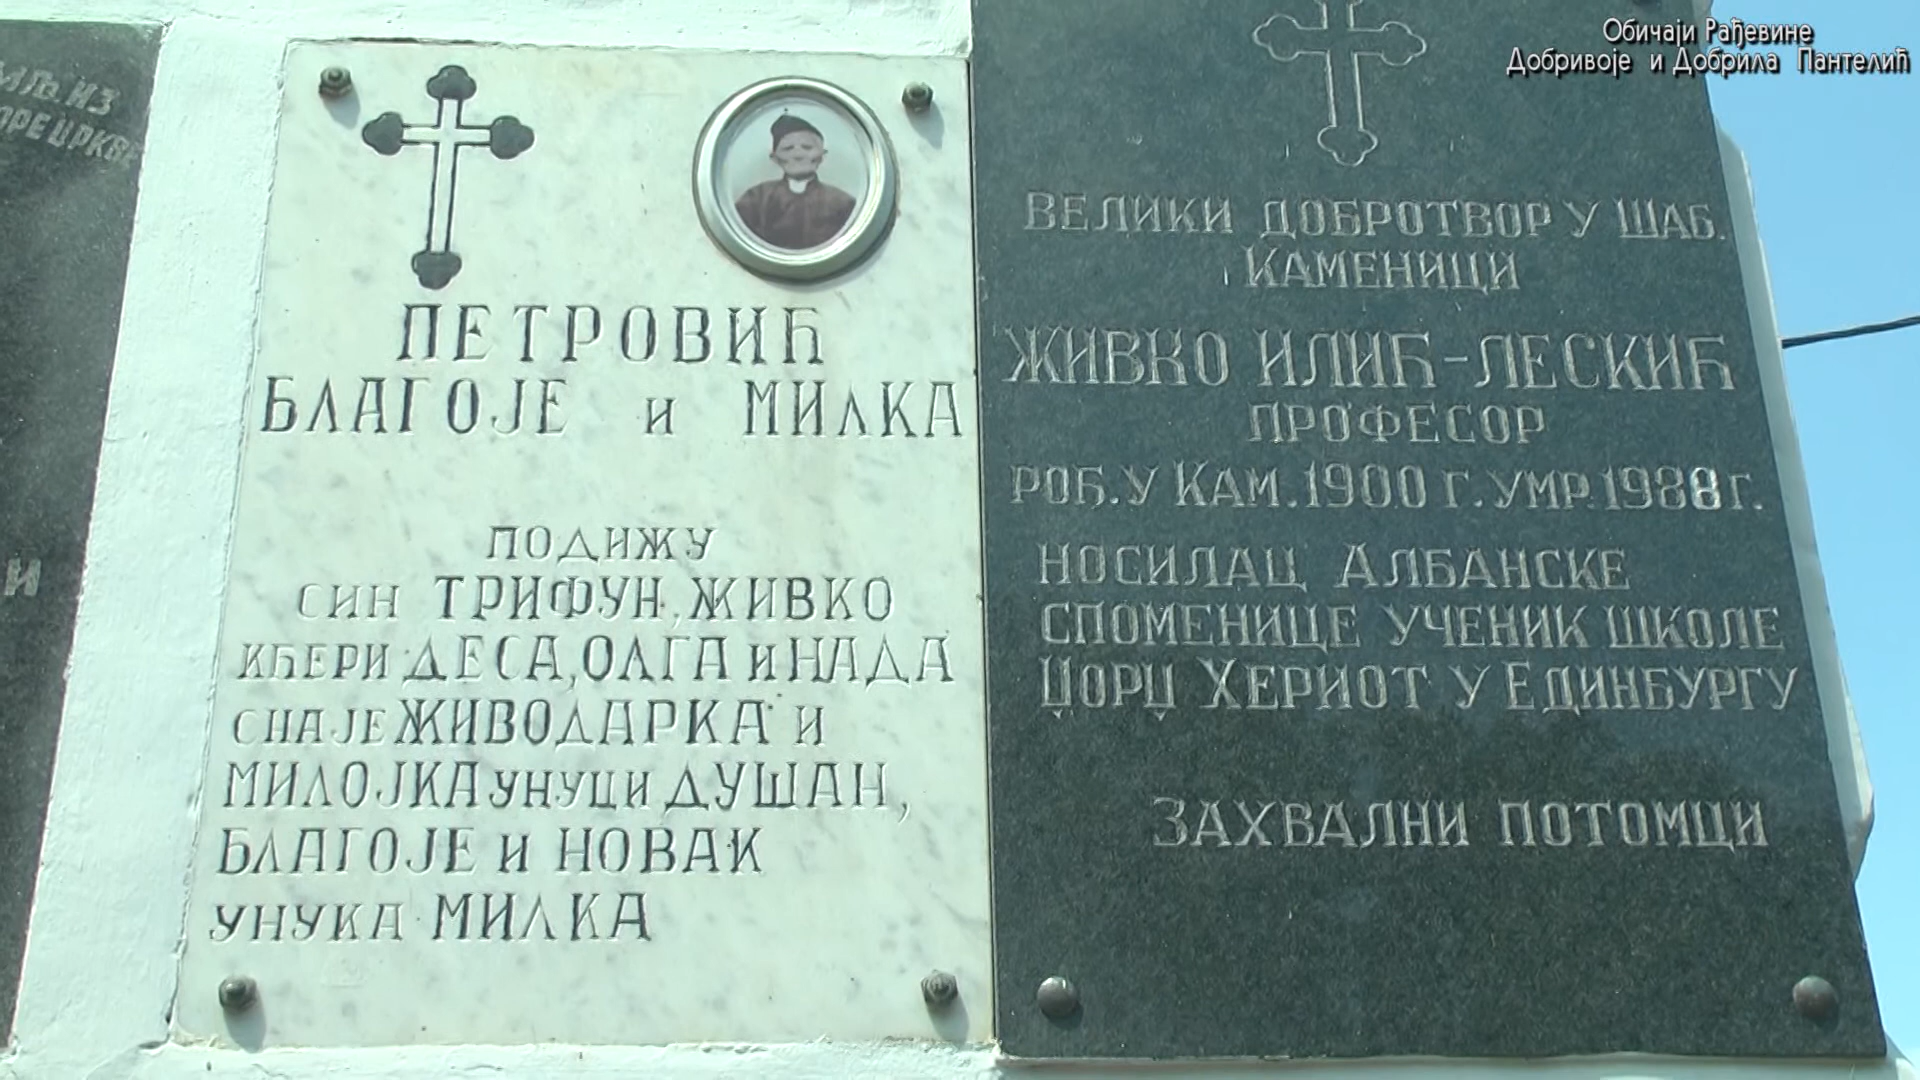 Обичаји Рађевине
Добривоје и Добрила Пантелић
ИЗ
ЦРКВЕ
И
ПЕТРОВИЋ
БЛАГОЈЕ и МИЛКА
ПОДИЖУ
СИН ТРИФУН, ЖИВКО
КЋЕРИ ДЕСА, ОЛГА и НАДА
СНАЈЕ ЖИВОДАРКА и
МИЛОЈКА УНУЦИ ДУШАН,
БЛАГОЈЕ и НОВАК
УНУКА МИЛКА
ВЕЛИКИ ДОБРОТВОР У ШАБ.
КАМЕНИЦИ
ЖИВКО ИЛИЋ-ЛЕСКИЋ
ПРОФЕСОР
РОЂ. У КАМ. 1900 Г. УМР. 1988 Г.
НОСИЛАЦ АЛБАНСКЕ
СПОМЕНИЦЕ УЧЕНИК ШКОЛЕ
ЏОРЏ ХЕРИОТ У ЕДИНБУРГУ
ЗАХВАЛНИ ПОТОМЦИ